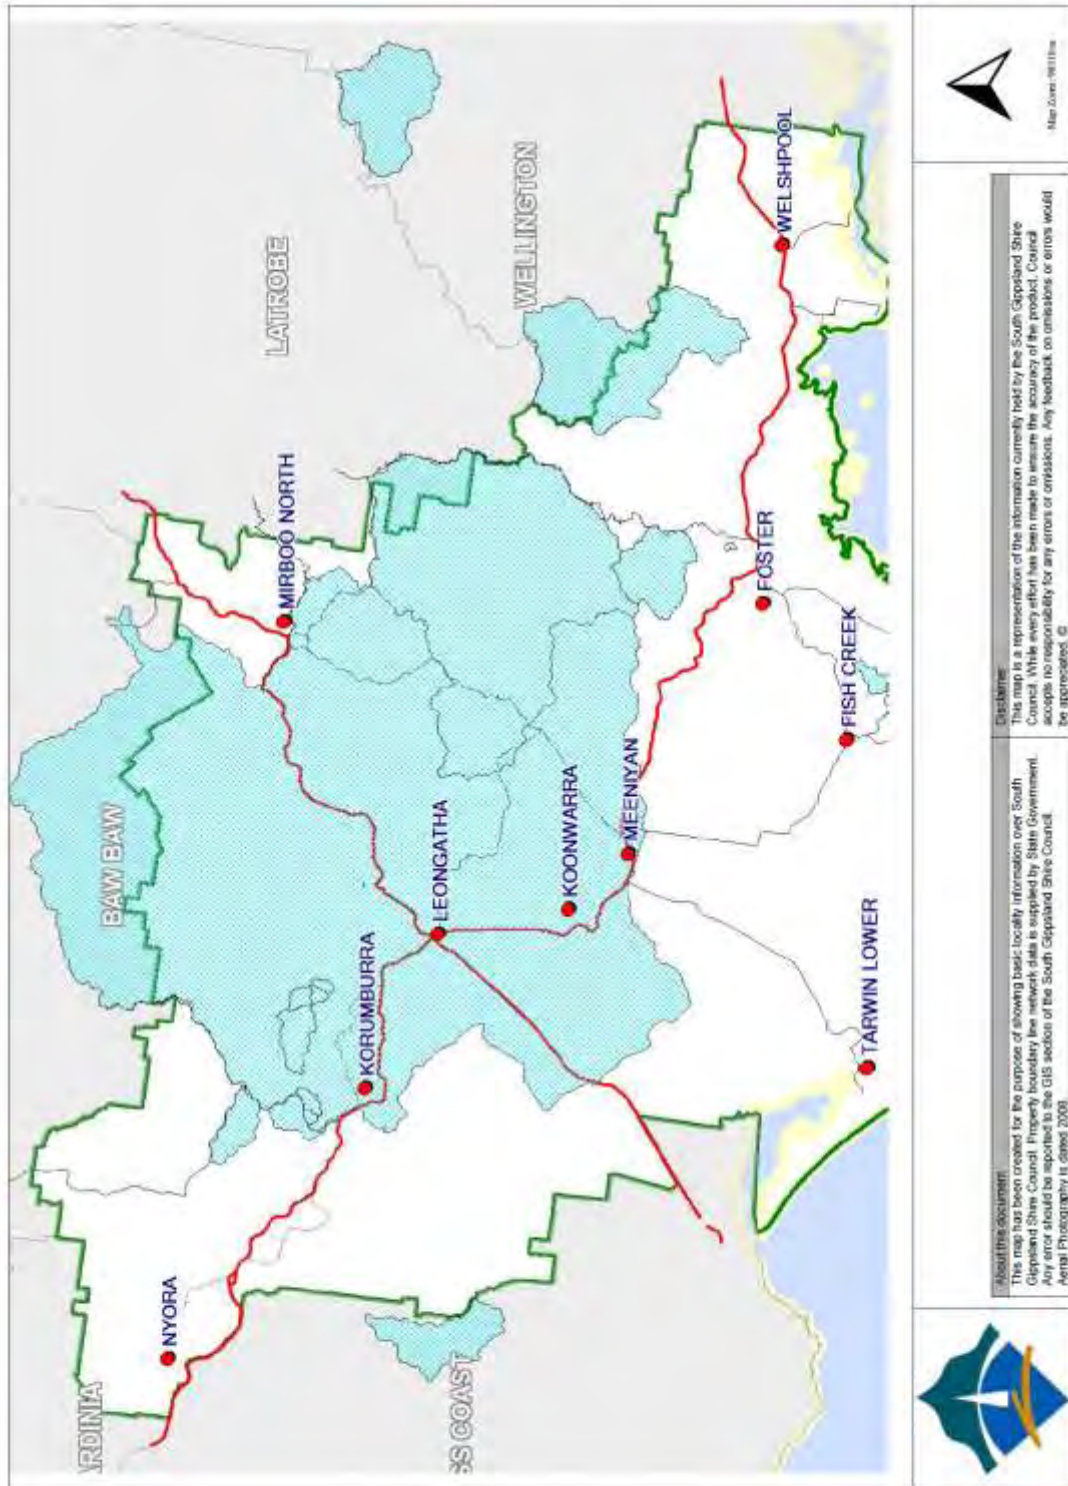 LATROBE
WELLINGTON
BAW BAW
RDINIA
SS COAST
MIRBOO NORTH
WELSHPOOL
FOSTER
FISH CREEK
MEENIYAN
KOONWARRA
LEONGATHA
KORUMBURRA
TARWIN LOWER
NYORA
About this document
This map has been created for the purpose of showing basic locality information over South
Gippsland Shire Council. Property boundary line network data is supplied by State Government.
Any error should be reported to the GIS section of the South Gippsland Shire Council.
Aerial Photography is dated 2008.
Disclaimer
This map is a representation of the information currently held by the South Gippsland Shire
Council. While every effort has been made to ensure the accuracy of the product, Council
accepts no responsibility for any errors or omissions. Any feedback on omissions or errors would
be appreciated. ©